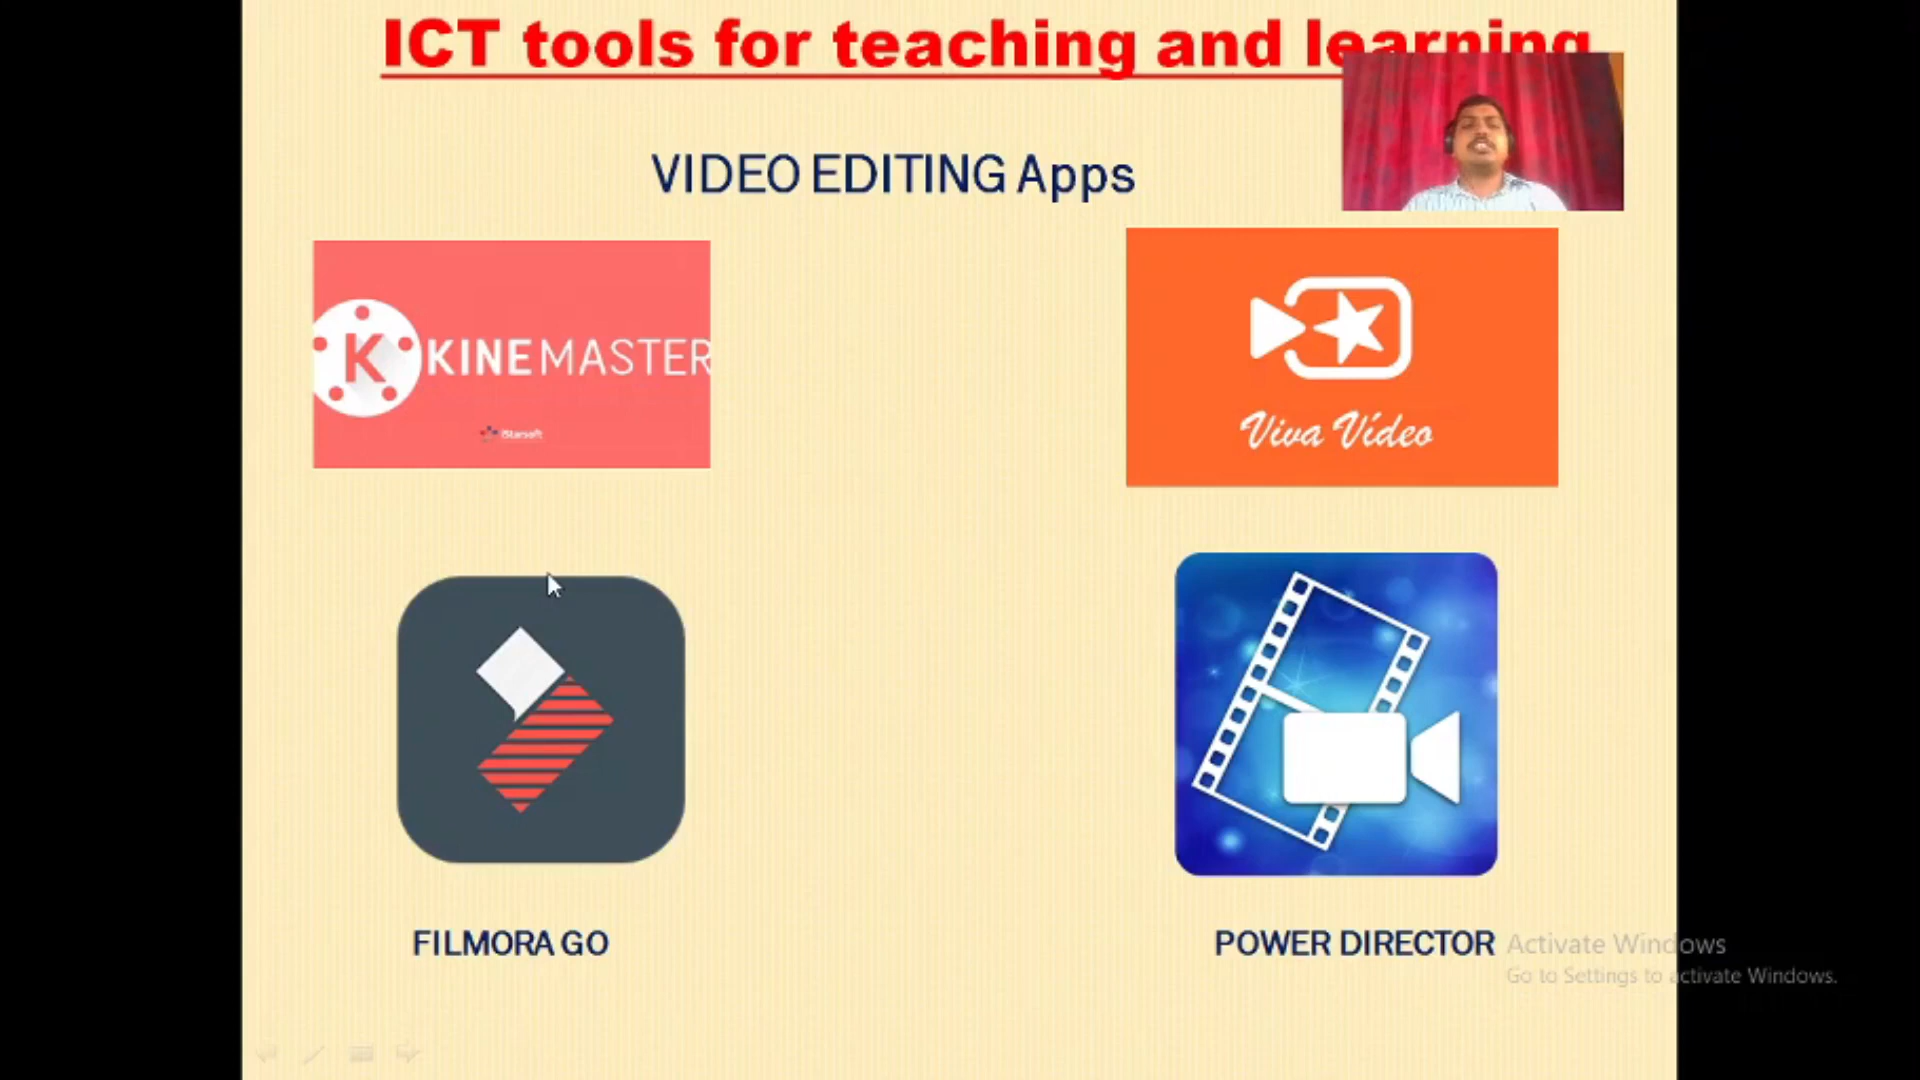 ICT tools for teaching and learning
VIDEO EDITING Apps
K KINEMASTER
iStarsoft
Viva Video
FILMORA GO
POWER DIRECTOR
Activate Windows
Go to Settings to activate Windows.